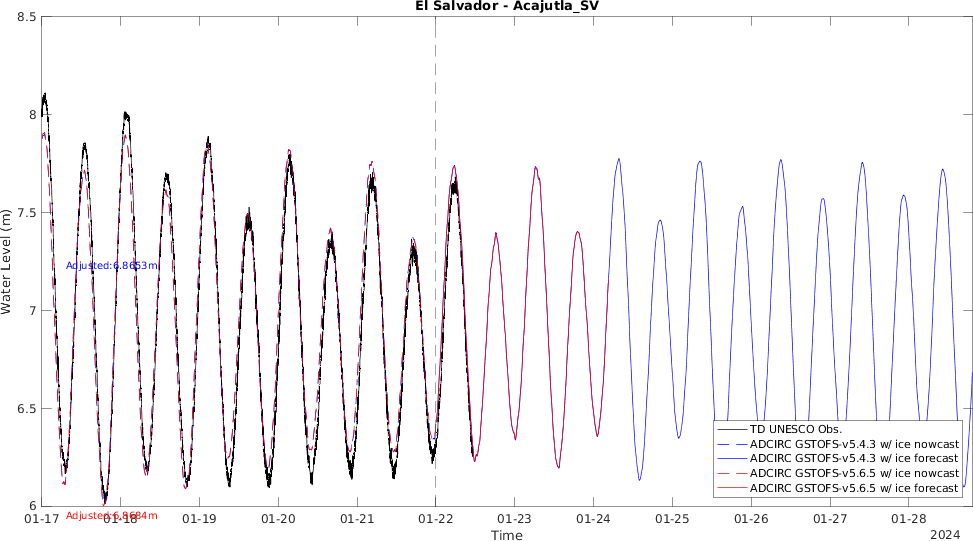 El Salvador - Acajutla_SV
8.5
8
7.5
7
6.5
6
Water Level (m)
Adjusted:6.8653m
Adjusted:6.8684m
TD UNESCO Obs.
ADCIRC GSTOFS-v5.4.3 w/ ice nowcast
ADCIRC GSTOFS-v5.4.3 w/ ice forecast
ADCIRC GSTOFS-v5.6.5 w/ ice nowcast
ADCIRC GSTOFS-v5.6.5 w/ ice forecast
01-17 01-18 01-19 01-20 01-21 01-22 01-23 01-24 01-25 01-26 01-27 01-28
Time
2024